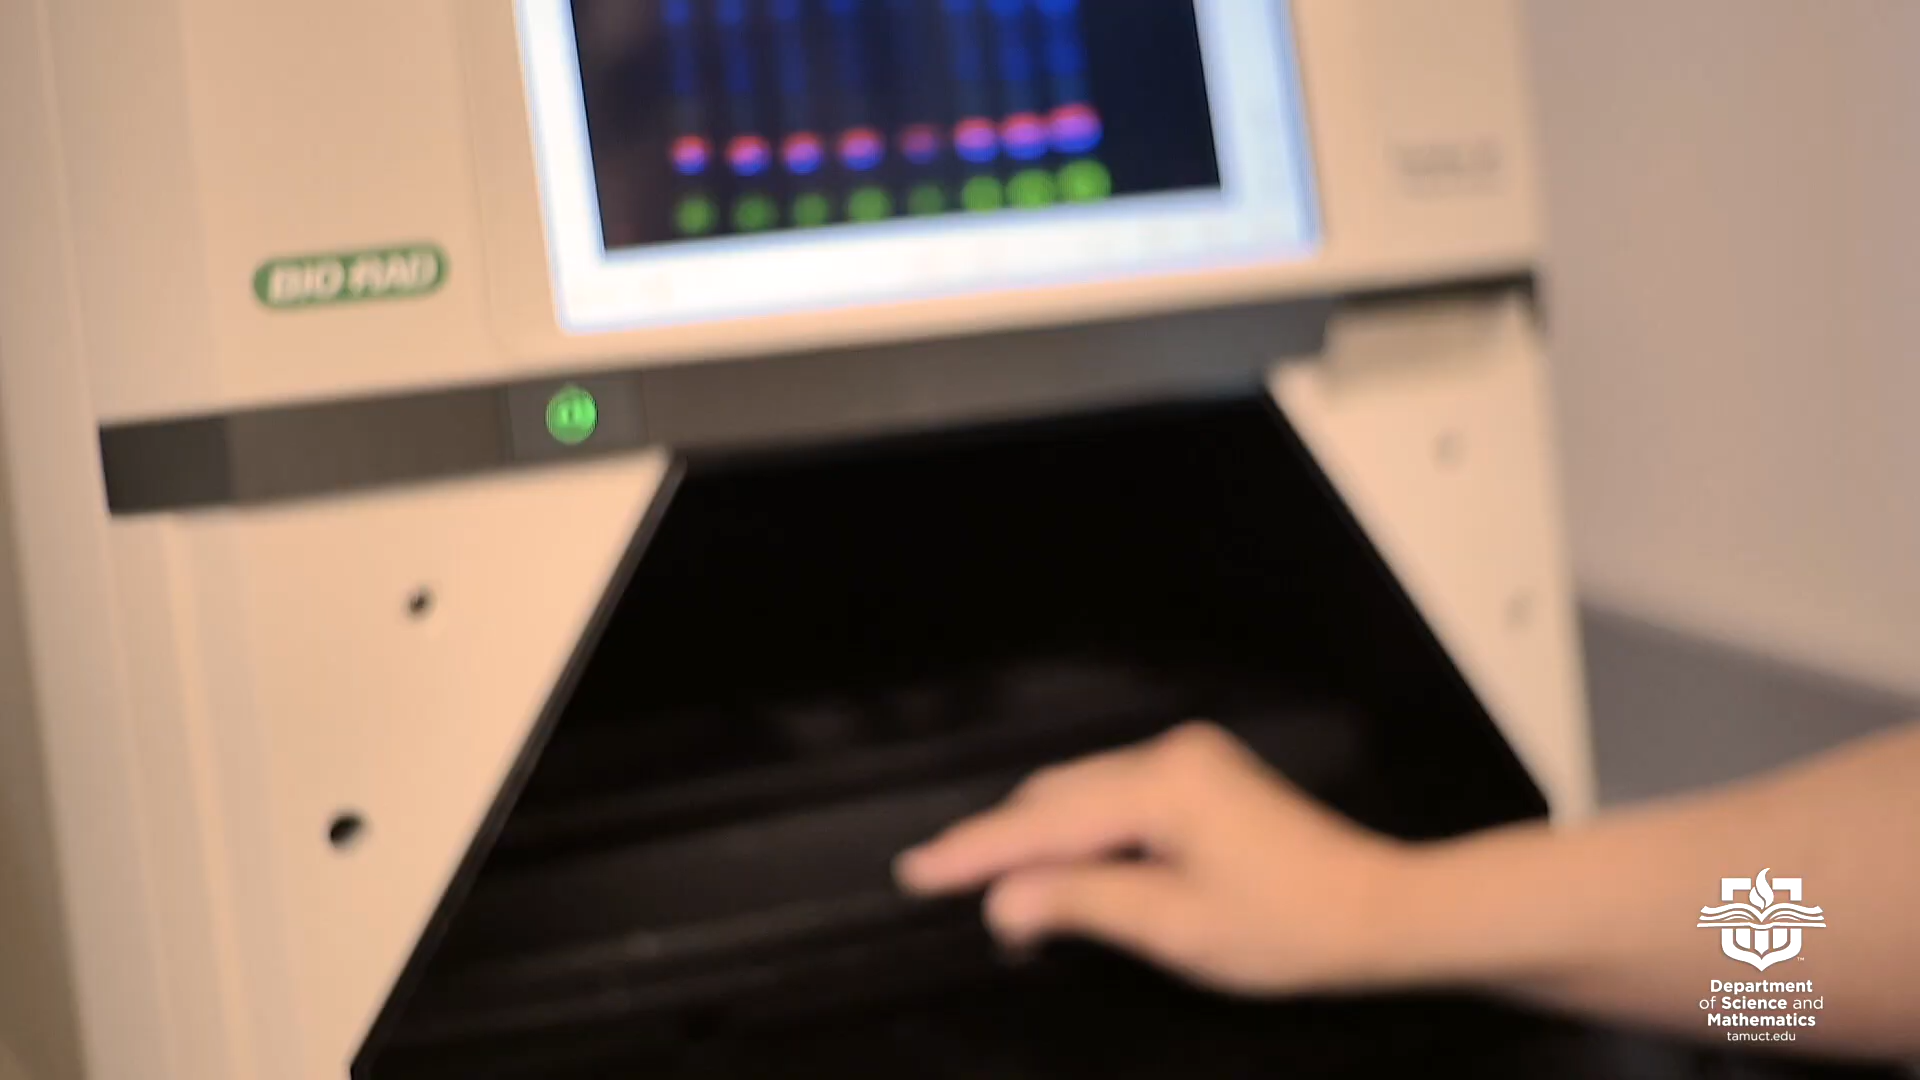 BIO RAD
Department
of Science and
Mathematics
tamuct.edu